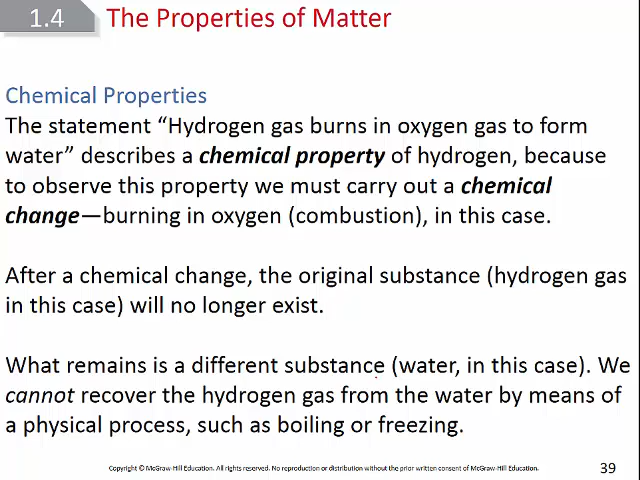 1.4 The Properties of Matter
Chemical Properties
The statement “Hydrogen gas burns in oxygen gas to form
water” describes a chemical property of hydrogen, because
to observe this property we must carry out a chemical
change—burning in oxygen (combustion), in this case.
After a chemical change, the original substance (hydrogen gas
in this case) will no longer exist.
What remains is a different substance (water, in this case). We
cannot recover the hydrogen gas from the water by means of
a physical process, such as boiling or freezing.
Copyright © McGraw-Hill Education. All rights reserved. No reproduction or distribution without the prior written consent of McGraw-Hill Education.
39